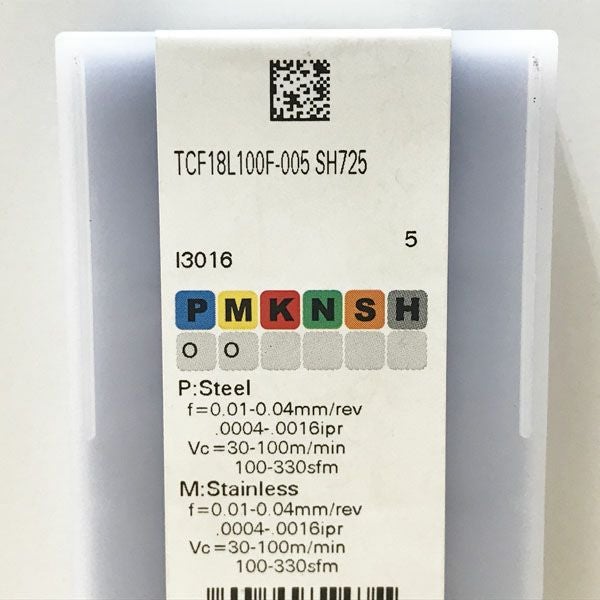 TCF18L100F-005 SH725
5
I3016
P M K N S H
O O
P:Steel
f=0.01-0.04mm/rev
.0004-.0016ipr
Vc=30-100m/min
100-330sfm
M:Stainless
f=0.01-0.04mm/rev
.0004-.0016ipr
Vc=30-100m/min
100-330sfm